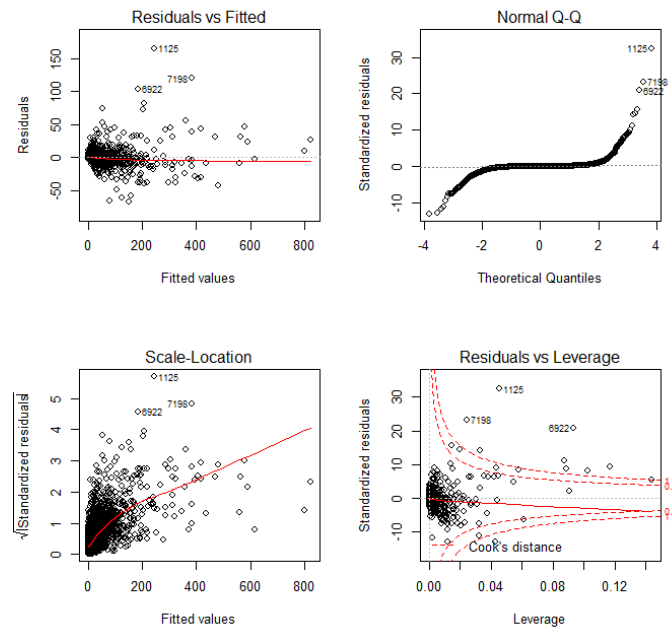 Residuals vs Fitted
Residuals
-50 0 50 100 150
1125
6922
7198
0 200 400 600 800
Fitted values
Normal Q-Q
Standardized residuals
-10 0 10 20 30
1125
7198
6922
-4 -2 0 2 4
Theoretical Quantiles
Scale-Location
√|Standardized residuals|
0 1 2 3 4 5
1125
6922
7198
0 200 400 600 800
Fitted values
Residuals vs Leverage
Standardized residuals
-10 0 10 20 30
1125
7198
6922
Cook's distance
0.00 0.04 0.08 0.12
Leverage